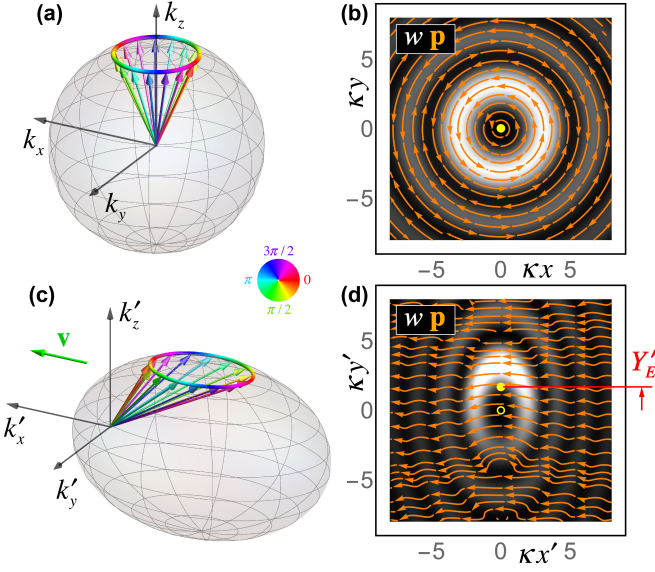 (a)
k_z
k_x
k_y
(b)
w p
κy
5
0
−5
−5 0 5
κx
3π / 2
π
0
π / 2
(c)
v
k′_z
k′_x
k′_y
(d)
w p
κy′
5
0
−5
Y′_E
−5 0 5
κx′